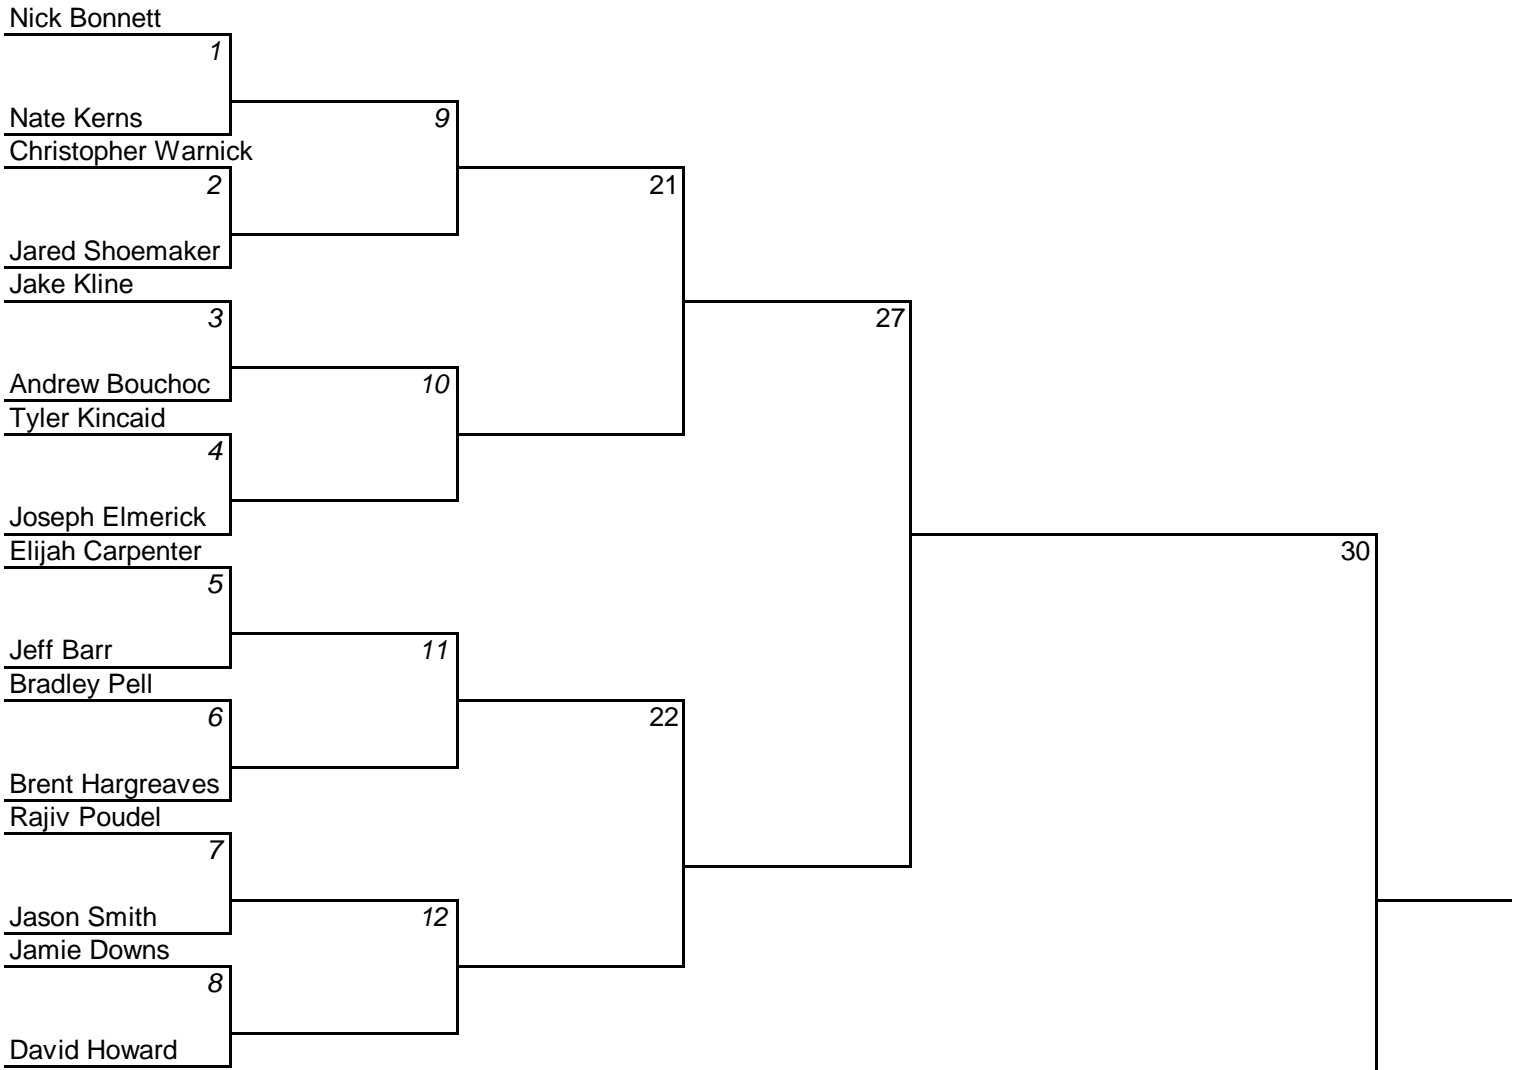 Nick Bonnett
1
Nate Kerns
9
Christopher Warnick
2
21
Jared Shoemaker
Jake Kline
3
27
Andrew Bouchoc
10
Tyler Kincaid
4
Joseph Elmerick
Elijah Carpenter
30
5
Jeff Barr
11
Bradley Pell
6
22
Brent Hargreaves
Rajiv Poudel
7
Jason Smith
12
Jamie Downs
8
David Howard